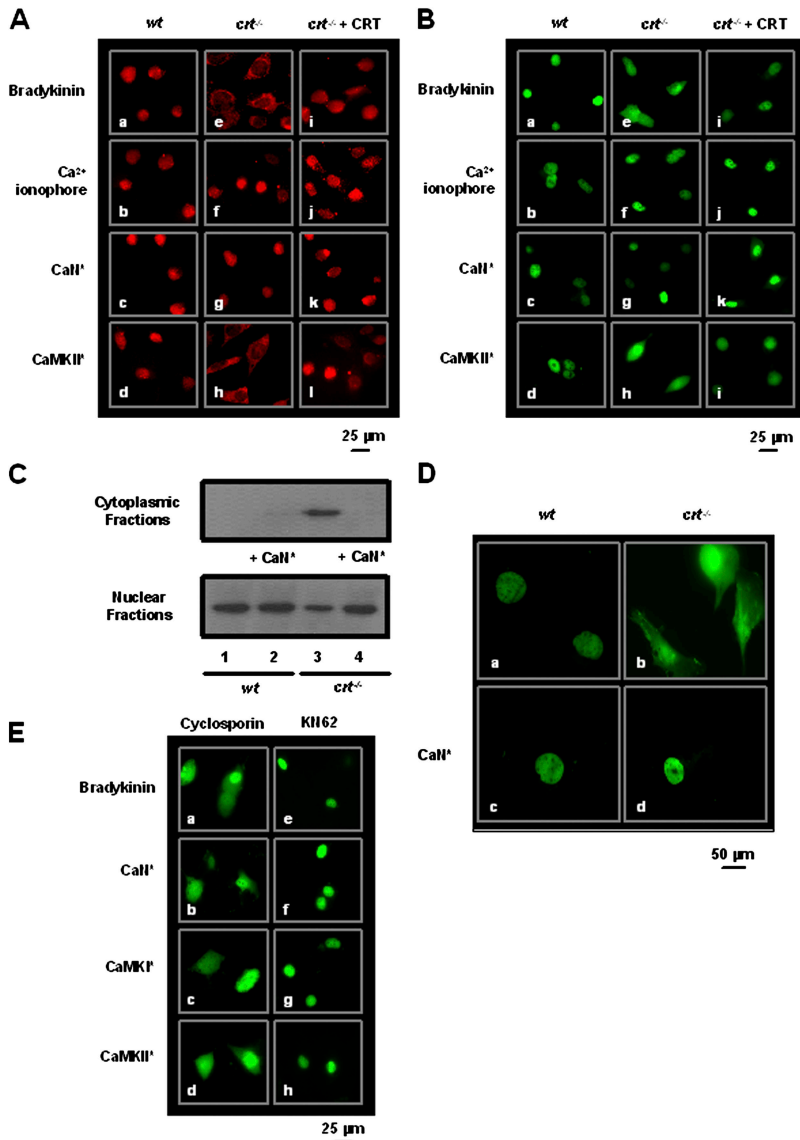 A
wt crt-/- crt-/- + CRT
Bradykinin
a e i
Ca2+
ionophore
b f j
CaN*
c g k
CaMKII*
d h l
25 µm
B
wt crt-/- crt-/- + CRT
Bradykinin
a e i
Ca2+
ionophore
b f j
CaN*
c g k
CaMKII*
d h i
25 µm
C
Cytoplasmic
Fractions
+ CaN* + CaN*
Nuclear
Fractions
1 2 3 4
wt crt-/-
D
wt crt-/-
a b
CaN*
c d
50 µm
E
Cyclosporin KN62
Bradykinin
a e
CaN*
b f
CaMKI*
c g
CaMKII*
d h
25 µm